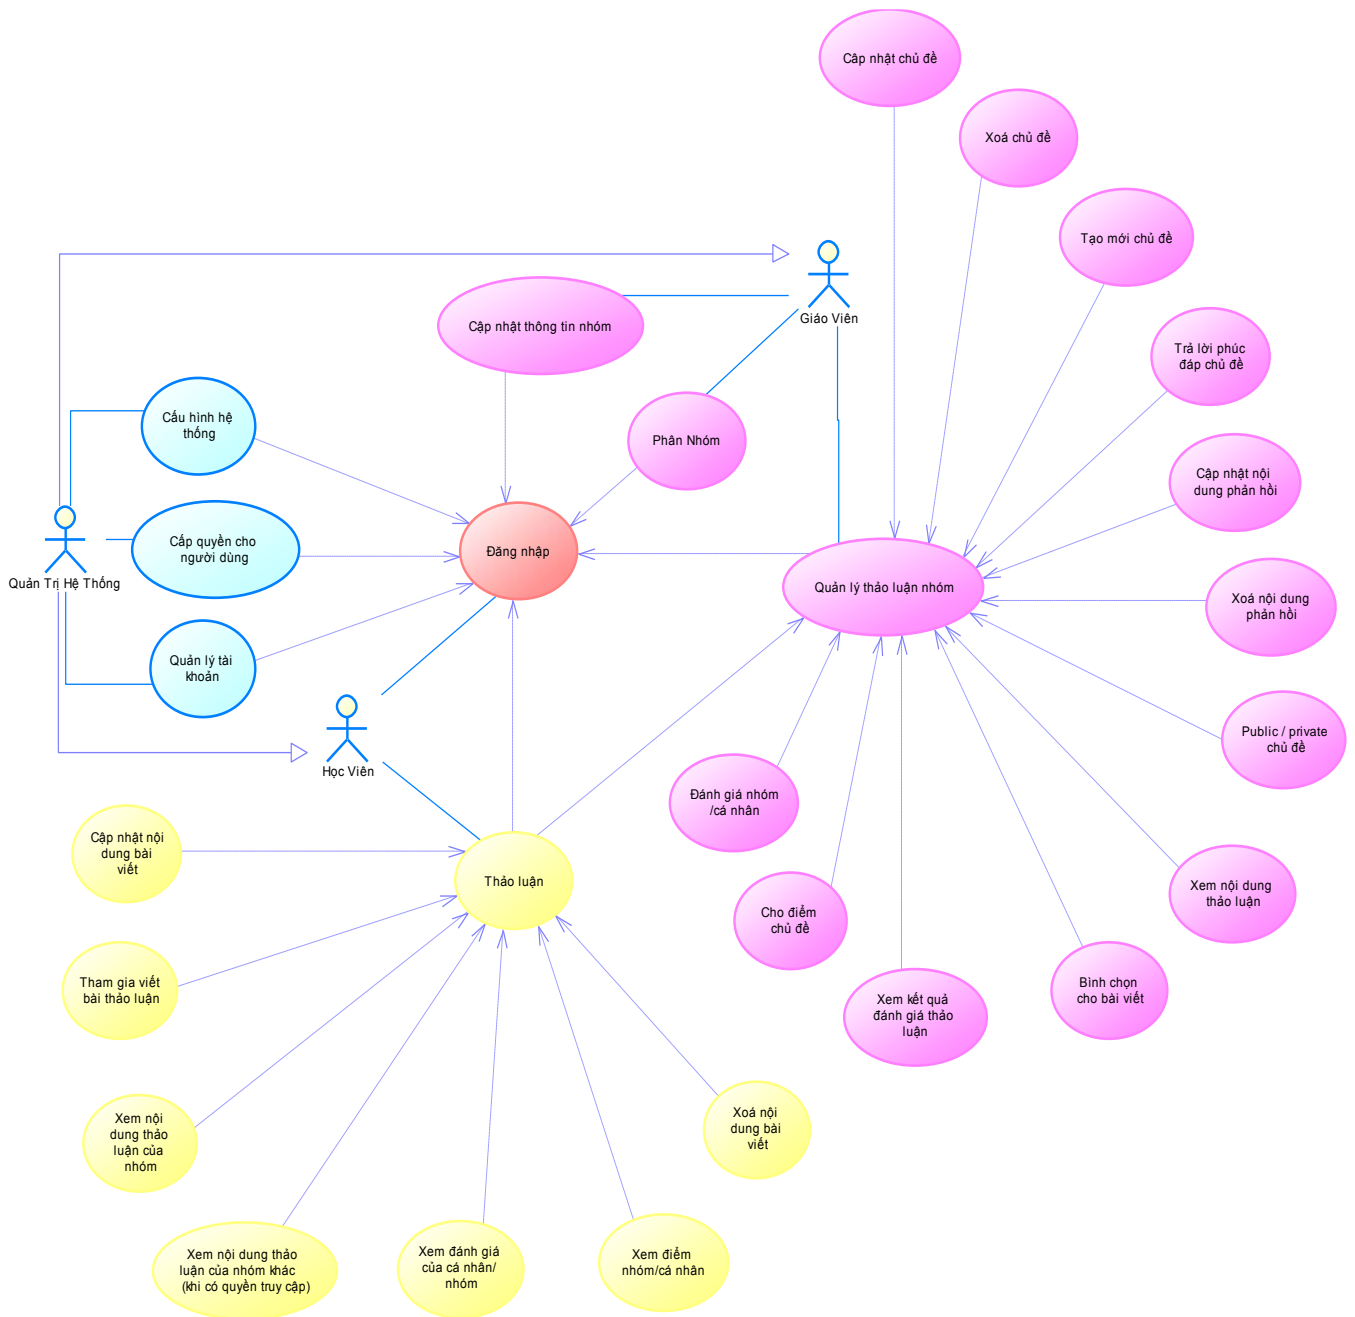 Câp nhật chủ đề
Xoá chủ đề
Tạo mới chủ đề
Giáo Viên
Cập nhật thông tin nhóm
Trả lời phúc
đáp chủ đề
Cấu hình hệ
thống
Phân Nhóm
Cập nhật nội
dung phản hồi
Cấp quyền cho
người dùng
Đăng nhập
Quản Trị Hệ Thống
Quản lý thảo luận nhóm
Xoá nội dung
phản hồi
Quản lý tài
khoản
Học Viên
Public / private
chủ đề
Đánh giá nhóm
/cá nhân
Cập nhật nội
dung bài
viết
Thảo luận
Xem nội dung
thảo luận
Cho điểm
chủ đề
Tham gia viết
bài thảo luận
Xem kết quả
đánh giá thảo
luận
Bình chọn
cho bài viết
Xem nội
dung thảo
luận của
nhóm
Xoá nội
dung bài
viết
Xem nội dung thảo
luận của nhóm khác
(khi có quyền truy cập)
Xem đánh giá
của cá nhân/
nhóm
Xem điểm
nhóm/cá nhân